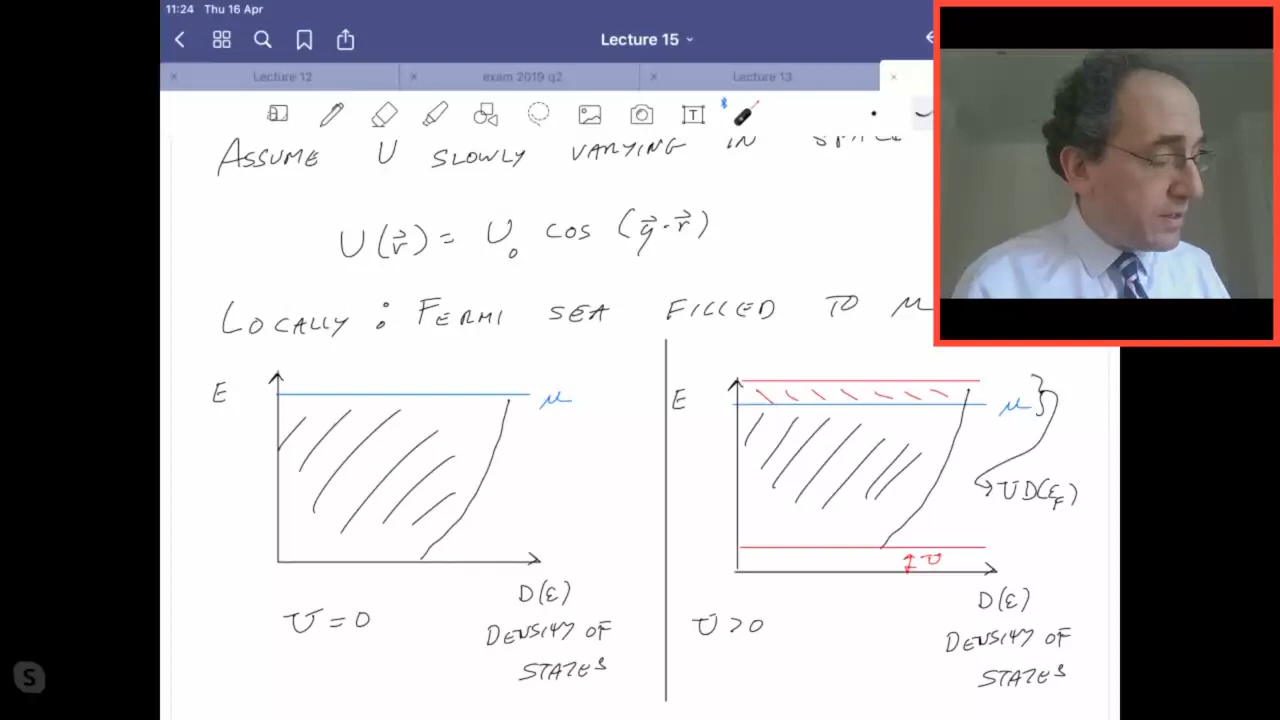 11:24 Thu 16 Apr
Lecture 15
Lecture 12
exam 2019 q2
Lecture 13
T
ASSUME U SLOWLY VARYING IN
U(r⃗) = U₀ cos (q⃗·r⃗)
LOCALLY : FERMI SEA FILLED TO μ
E
μ
D(ε)
DENSITY OF
STATES
U = 0
E
μ
U D(ε_F)
U
D(ε)
DENSITY OF
STATES
U > 0